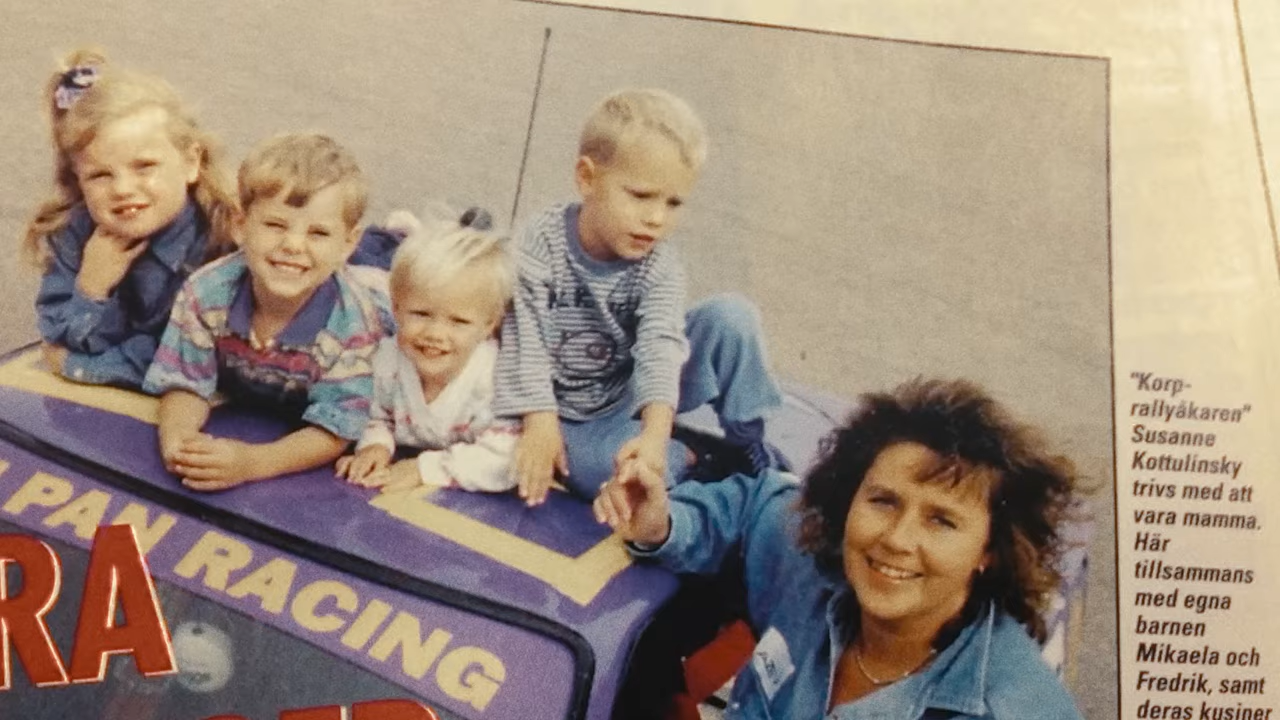 PAN RACING
RA
"Korp-
rallyåkaren"
Susanne
Kottulinsky
trivs med att
vara mamma.
Här
tillsammans
med egna
barnen
Mikaela och
Fredrik, samt
deras kusiner